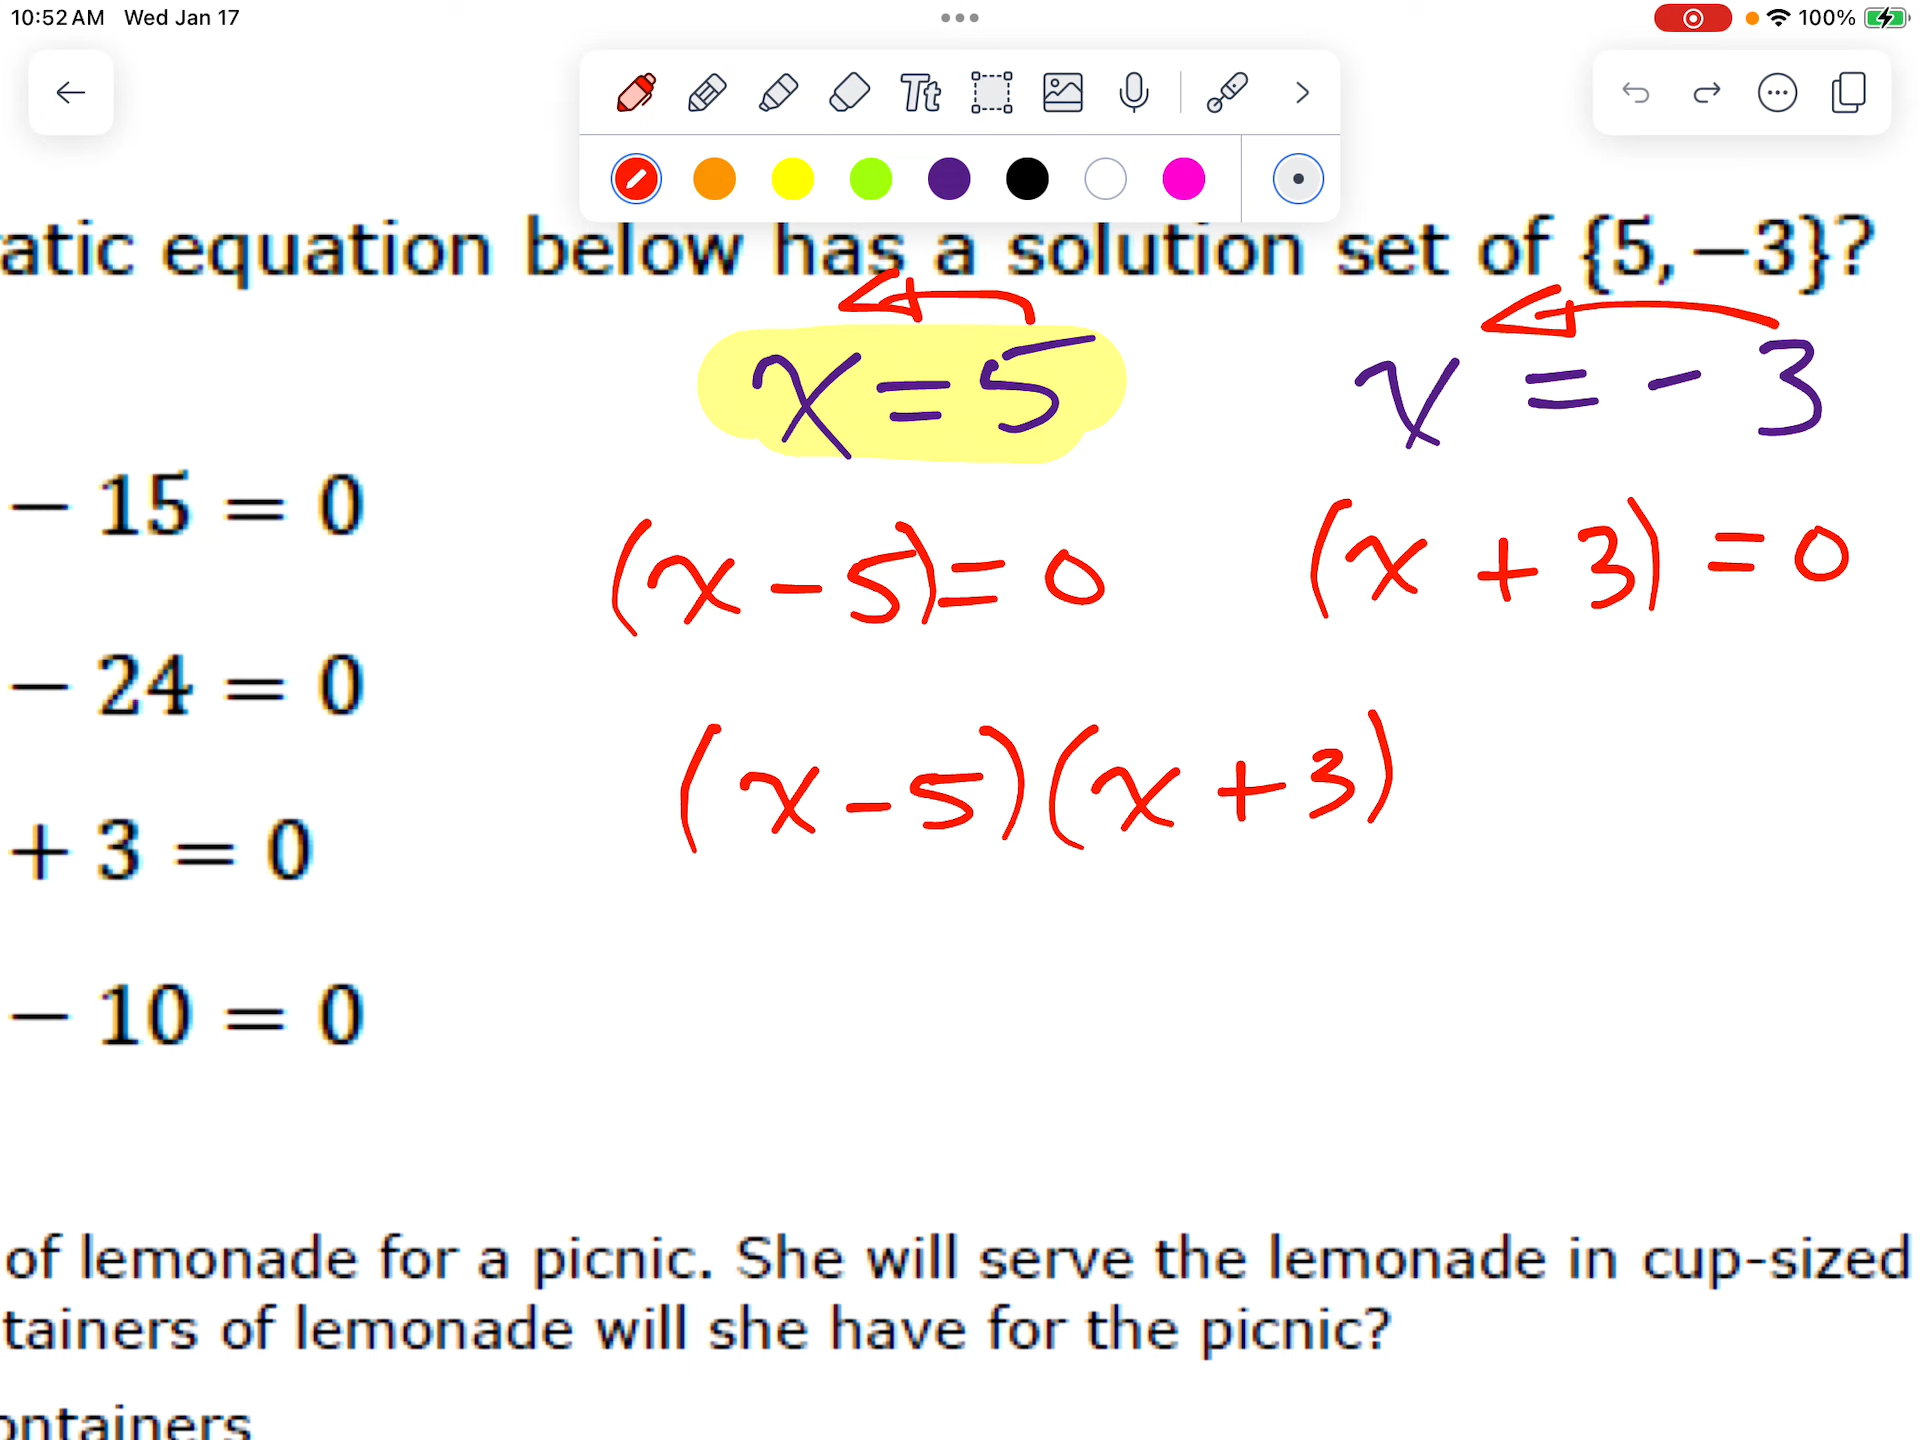 10:52 AM Wed Jan 17
100%
Tt
atic equation below has a solution set of {5, −3}?
x = 5
x = - 3
− 15 = 0
(x - 5) = 0
(x + 3) = 0
− 24 = 0
(x - 5)(x + 3)
+ 3 = 0
− 10 = 0
of lemonade for a picnic. She will serve the lemonade in cup-sized
tainers of lemonade will she have for the picnic?
ontainers